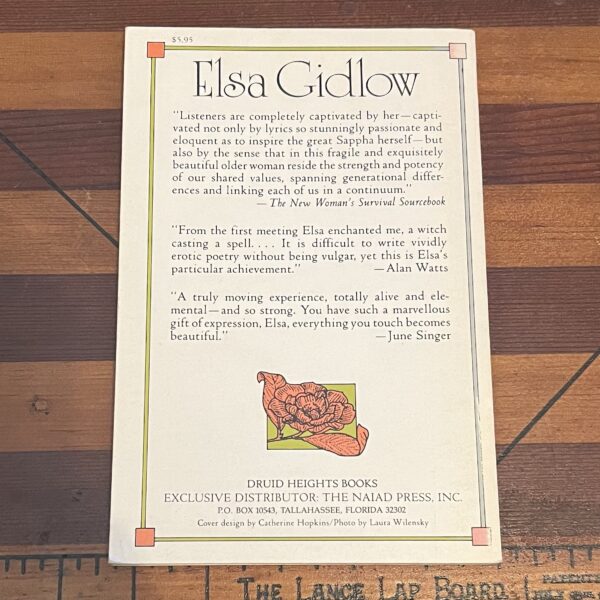 $5.95
Elsa Gidlow
"Listeners are completely captivated by her—capti-
vated not only by lyrics so stunningly passionate and
eloquent as to inspire the great Sappha herself—but
also by the sense that in this fragile and exquisitely
beautiful older woman reside the strength and potency
of our shared values, spanning generational differ-
ences and linking each of us in a continuum."
—The New Woman's Survival Sourcebook
"From the first meeting Elsa enchanted me, a witch
casting a spell. . . . It is difficult to write vividly
erotic poetry without being vulgar, yet this is Elsa's
particular achievement." —Alan Watts
"A truly moving experience, totally alive and ele-
mental—and so strong. You have such a marvellous
gift of expression, Elsa, everything you touch becomes
beautiful." —June Singer
DRUID HEIGHTS BOOKS
EXCLUSIVE DISTRIBUTOR: THE NAIAD PRESS, INC.
P.O. BOX 10543, TALLAHASSEE, FLORIDA 32302
Cover design by Catherine Hopkins/Photo by Laura Wilensky
THE LANCE LAP BOARD